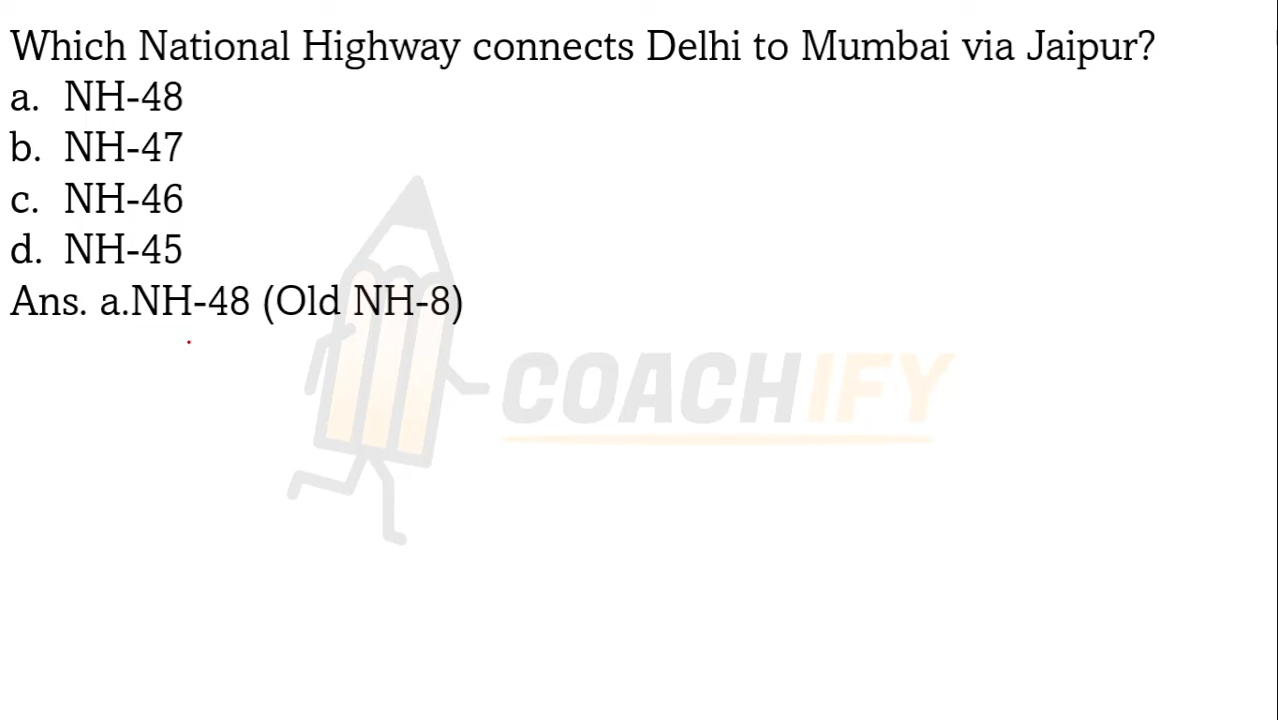 Which National Highway connects Delhi to Mumbai via Jaipur?
a. NH-48
b. NH-47
c. NH-46
d. NH-45
Ans. a.NH-48 (Old NH-8)
COACHIFY